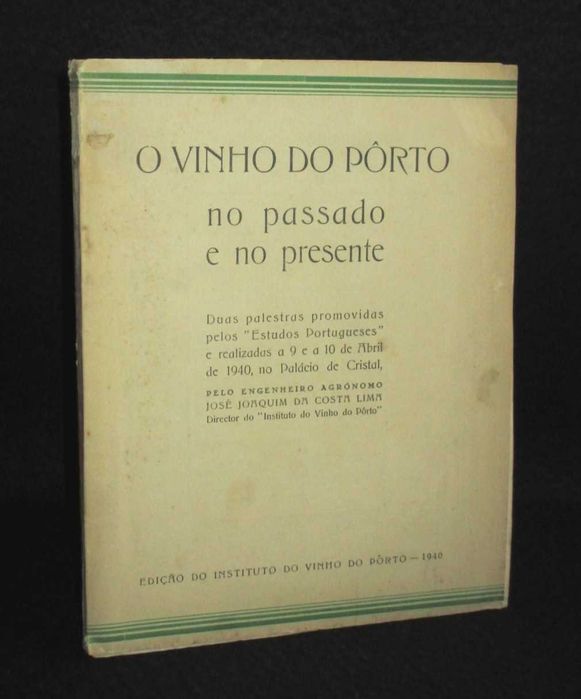 O VINHO DO PÔRTO
no passado
e no presente
Duas palestras promovidas
pelos "Estudos Portugueses"
e realizadas a 9 e a 10 de Abril
de 1940, no Palácio de Cristal,
PELO ENGENHEIRO AGRÓNOMO
JOSÉ JOAQUIM DA COSTA LIMA
Director do "Instituto do Vinho do Pôrto"
EDIÇÃO DO INSTITUTO DO VINHO DO PÔRTO — 1940